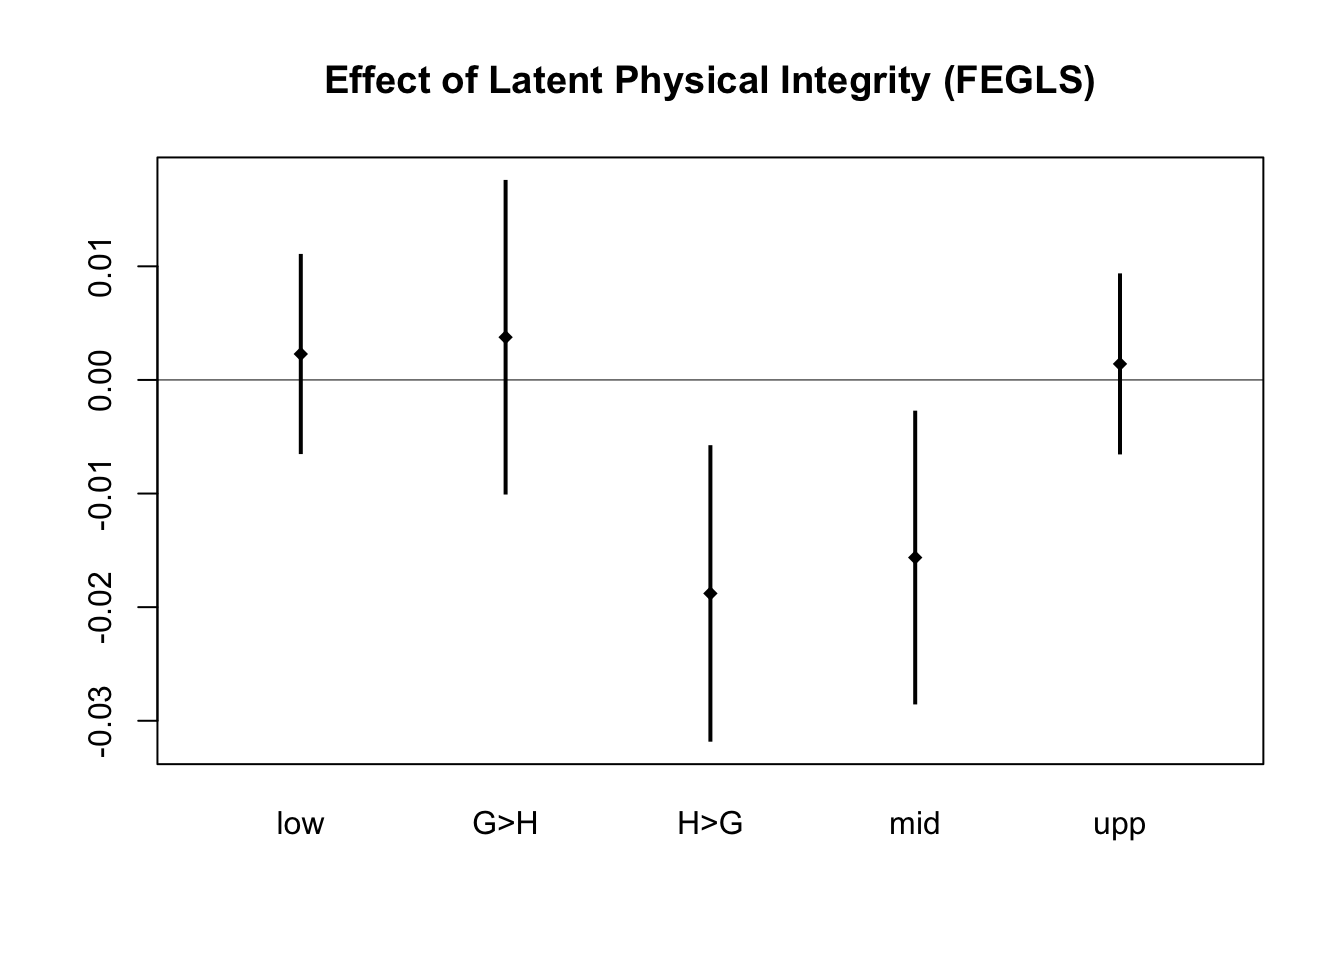 Effect of Latent Physical Integrity (FEGLS)
0.01
0.00
-0.01
-0.02
-0.03
low G>H H>G mid upp